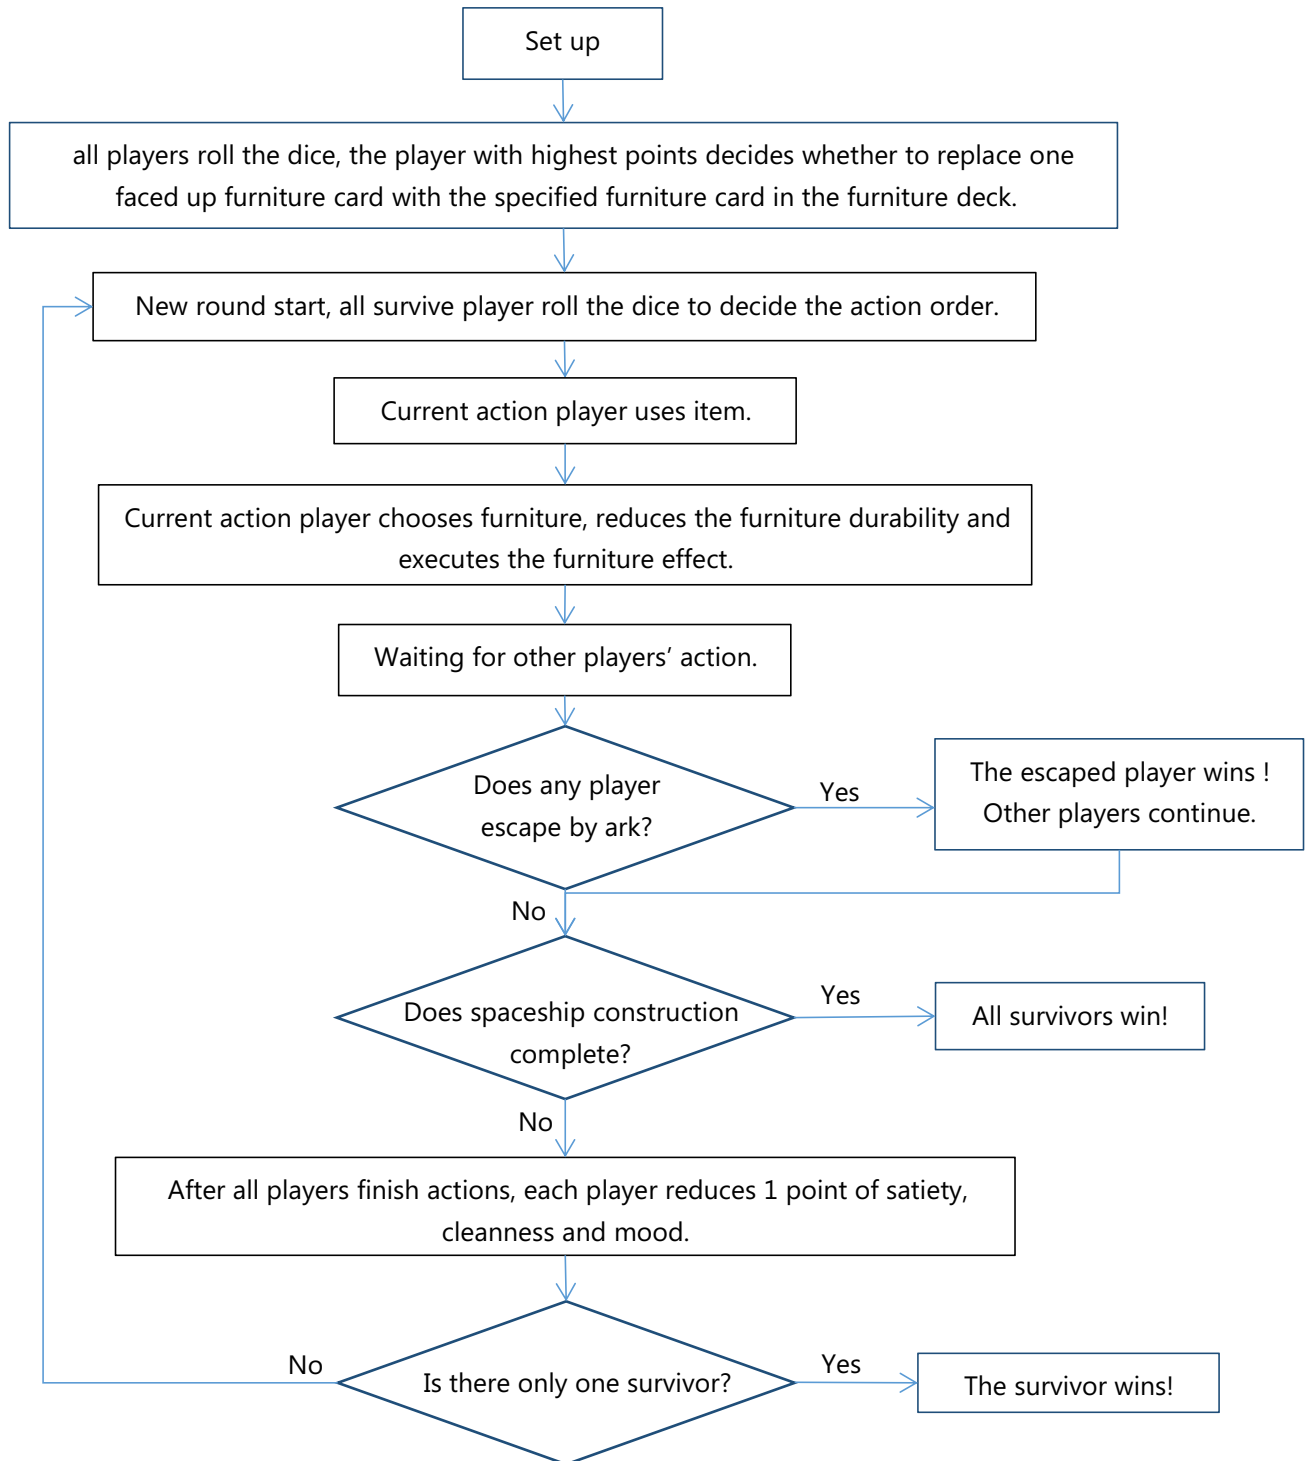 Set up
all players roll the dice, the player with highest points decides whether to replace one
faced up furniture card with the specified furniture card in the furniture deck.
New round start, all survive player roll the dice to decide the action order.
Current action player uses item.
Current action player chooses furniture, reduces the furniture durability and
executes the furniture effect.
Waiting for other players’ action.
Does any player
escape by ark?
Yes
The escaped player wins !
Other players continue.
No
Does spaceship construction
complete?
Yes
All survivors win!
No
After all players finish actions, each player reduces 1 point of satiety,
cleanness and mood.
Is there only one survivor?
No
Yes
The survivor wins!